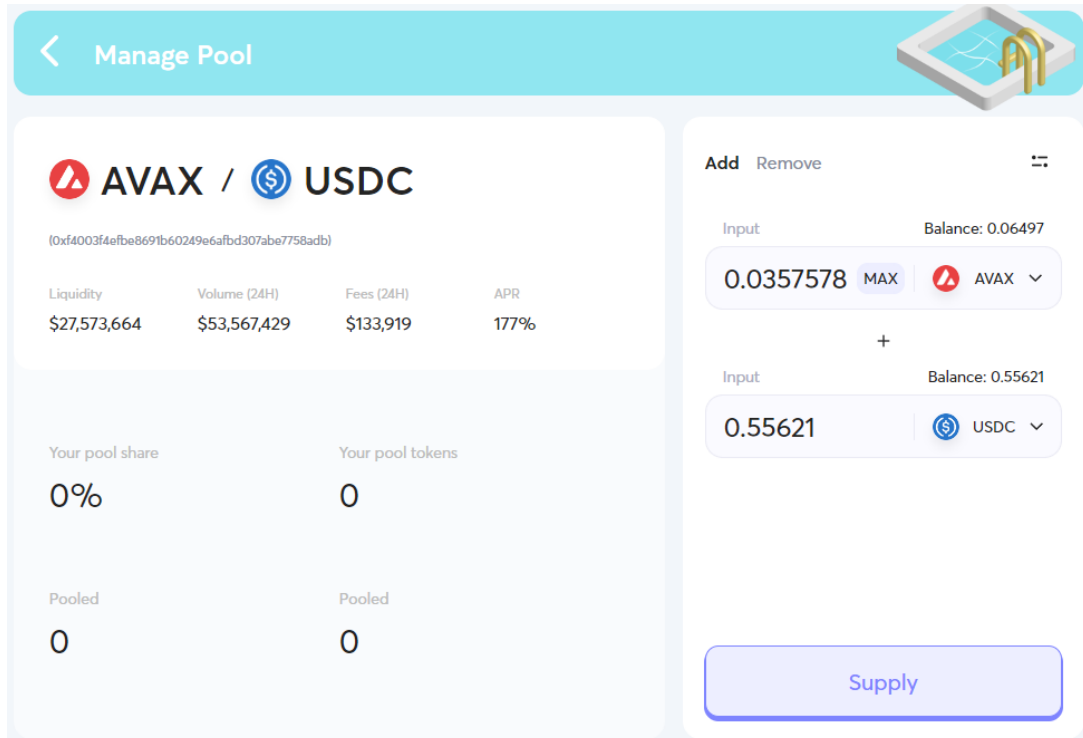 Manage Pool
AVAX / USDC
(0xf4003f4efbe8691b60249e6afbd307abe7758adb)
Liquidity Volume (24H) Fees (24H) APR
$27,573,664 $53,567,429 $133,919 177%
Your pool share Your pool tokens
0% 0
Pooled Pooled
0 0
Add Remove
Input Balance: 0.06497
0.0357578 MAX AVAX
+
Input Balance: 0.55621
0.55621 USDC
Supply